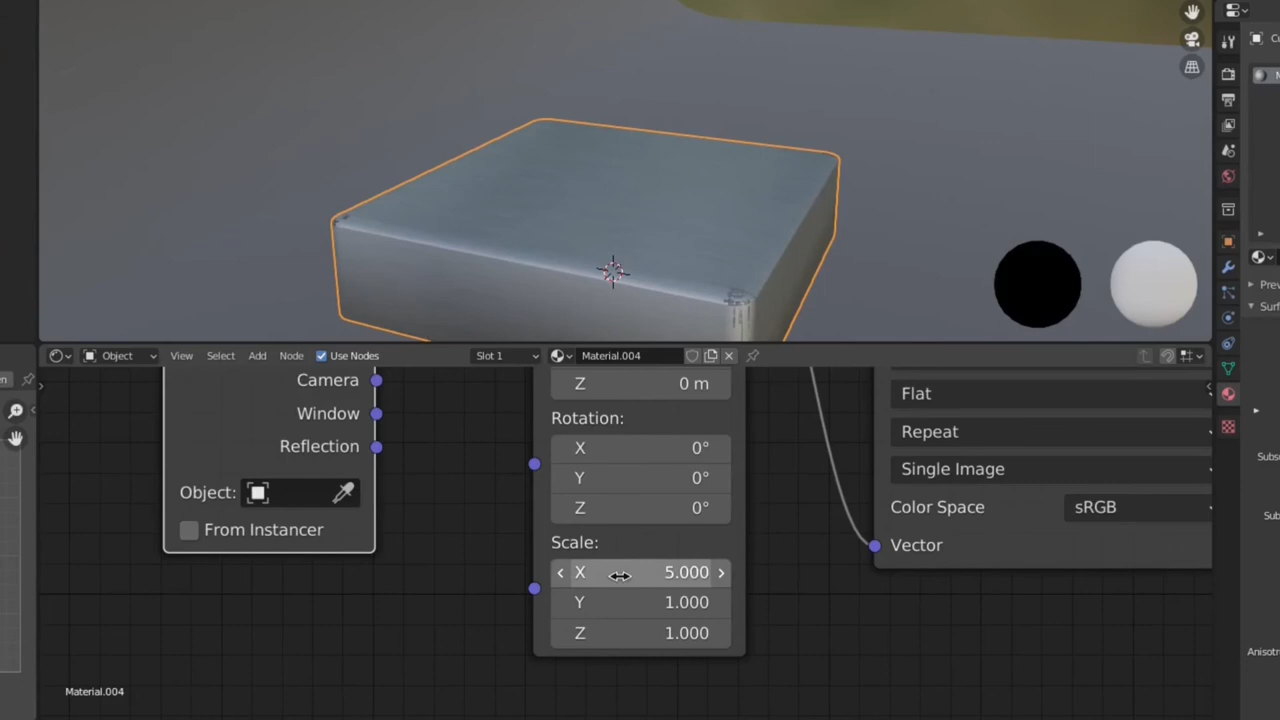 Object View Select Add Node Use Nodes Slot 1 Material.004
Camera
Window
Reflection
Object:
From Instancer
Z 0 m
Rotation:
X 0°
Y 0°
Z 0°
Scale:
X 5.000
Y 1.000
Z 1.000
Flat
Repeat
Single Image
Color Space sRGB
Vector
Material.004